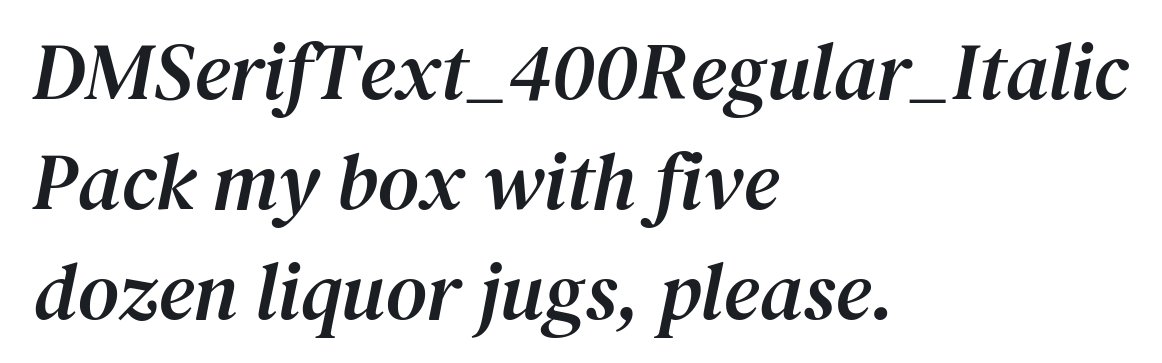 DMSerifText_400Regular_Italic
Pack my box with five
dozen liquor jugs, please.